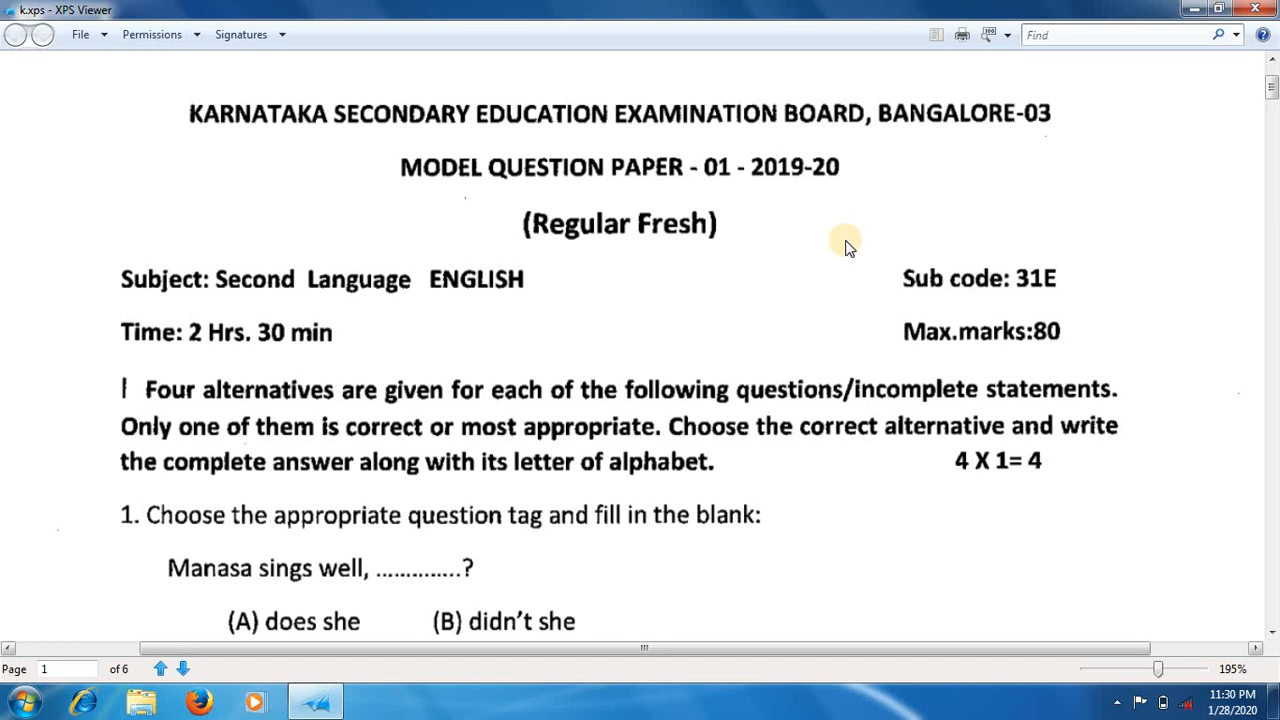 k.xps - XPS Viewer
File Permissions Signatures Find
KARNATAKA SECONDARY EDUCATION EXAMINATION BOARD, BANGALORE-03
MODEL QUESTION PAPER - 01 - 2019-20
(Regular Fresh)
Subject: Second Language ENGLISH Sub code: 31E
Time: 2 Hrs. 30 min Max.marks:80
I Four alternatives are given for each of the following questions/incomplete statements.
Only one of them is correct or most appropriate. Choose the correct alternative and write
the complete answer along with its letter of alphabet. 4 X 1= 4
1. Choose the appropriate question tag and fill in the blank:
Manasa sings well, ..............?
(A) does she (B) didn't she
Page 1 of 6 195%
11:30 PM
1/28/2020